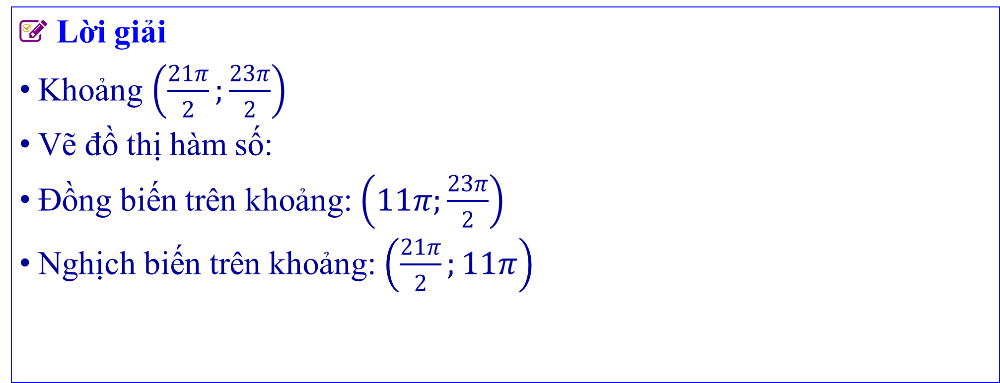 Lời giải
• Khoảng (21π/2 ; 23π/2)
• Vẽ đồ thị hàm số:
• Đồng biến trên khoảng: (11π; 23π/2)
• Nghịch biến trên khoảng: (21π/2 ; 11π)